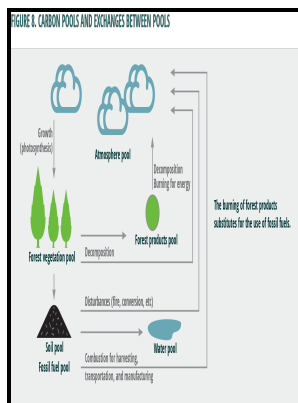 FIGURE 8. CARBON POOLS AND EXCHANGES BETWEEN POOLS
Growth
(photosynthesis)
Atmosphere pool
Decomposition
Burning for energy
The burning of forest products
substitutes for the use of fossil fuels.
Forest products pool
Forest vegetation pool
Decomposition
Disturbances (fire, conversion, etc)
Soil pool
Water pool
Fossil fuel pool
Combustion for harvesting,
transportation, and manufacturing